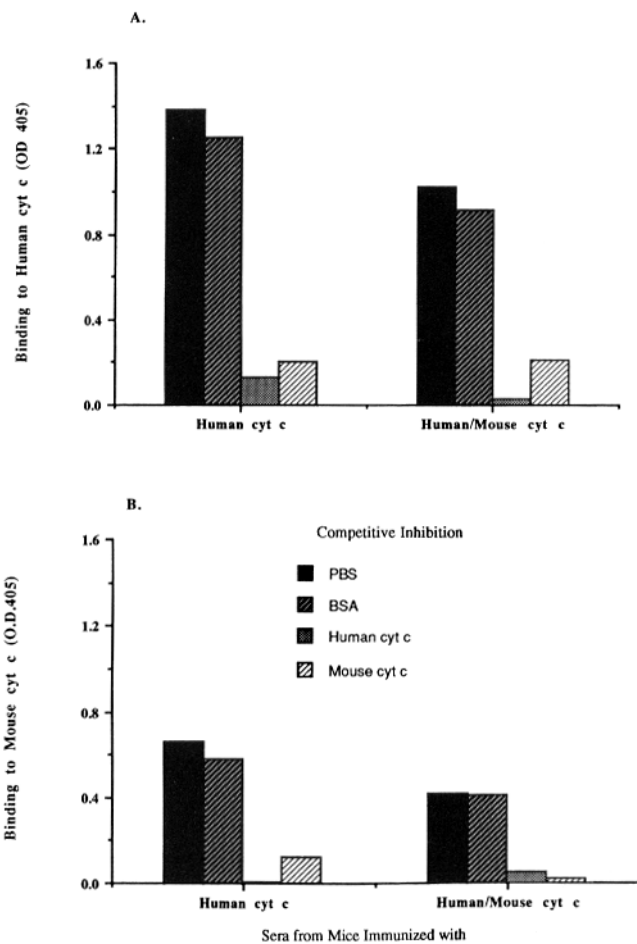 A.
Binding to Human cyt c (OD 405)
1.6
1.2
0.8
0.4
0.0
Human cyt c
Human/Mouse cyt c
B.
Binding to Mouse cyt c (O.D.405)
1.6
1.2
0.8
0.4
0.0
Competitive Inhibition
PBS
BSA
Human cyt c
Mouse cyt c
Human cyt c
Human/Mouse cyt c
Sera from Mice Immunized with